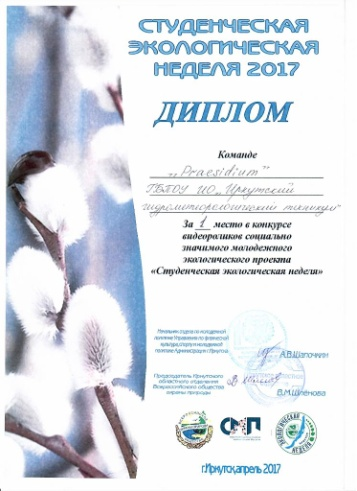 СТУДЕНЧЕСКАЯ
ЭКОЛОГИЧЕСКАЯ
НЕДЕЛЯ 2017
ДИПЛОМ
Команде
„Praesidium"
ГБПОУ ИО „Иркутский
гидрометеорологический техникум"
За 1 место в конкурсе
видеороликов социально
значимого молодежного
экологического проекта
«Студенческая экологическая неделя»
Начальник отдела по молодежной
политике Управления по физической
культуре, спорту и молодежной
политике Администрации г.Иркутска
А.В.Шаточкин
Председатель Иркутского
областного отделения
Всероссийского общества
охраны природы
В.М.Шленова
г.Иркутск, апрель 2017